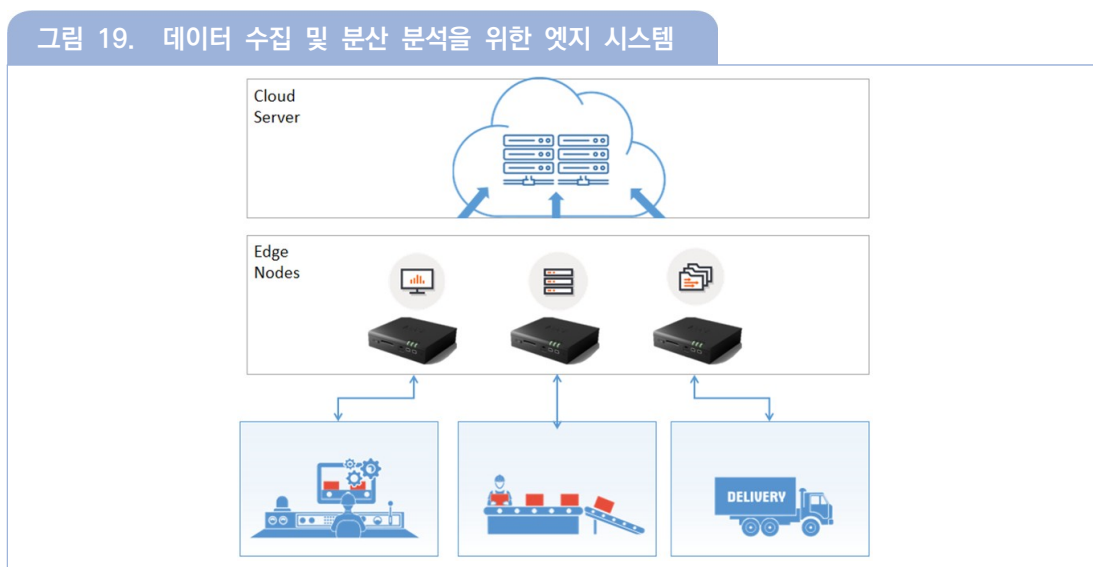 그림 19. 데이터 수집 및 분산 분석을 위한 엣지 시스템
Cloud
Server
Edge
Nodes
DELIVERY